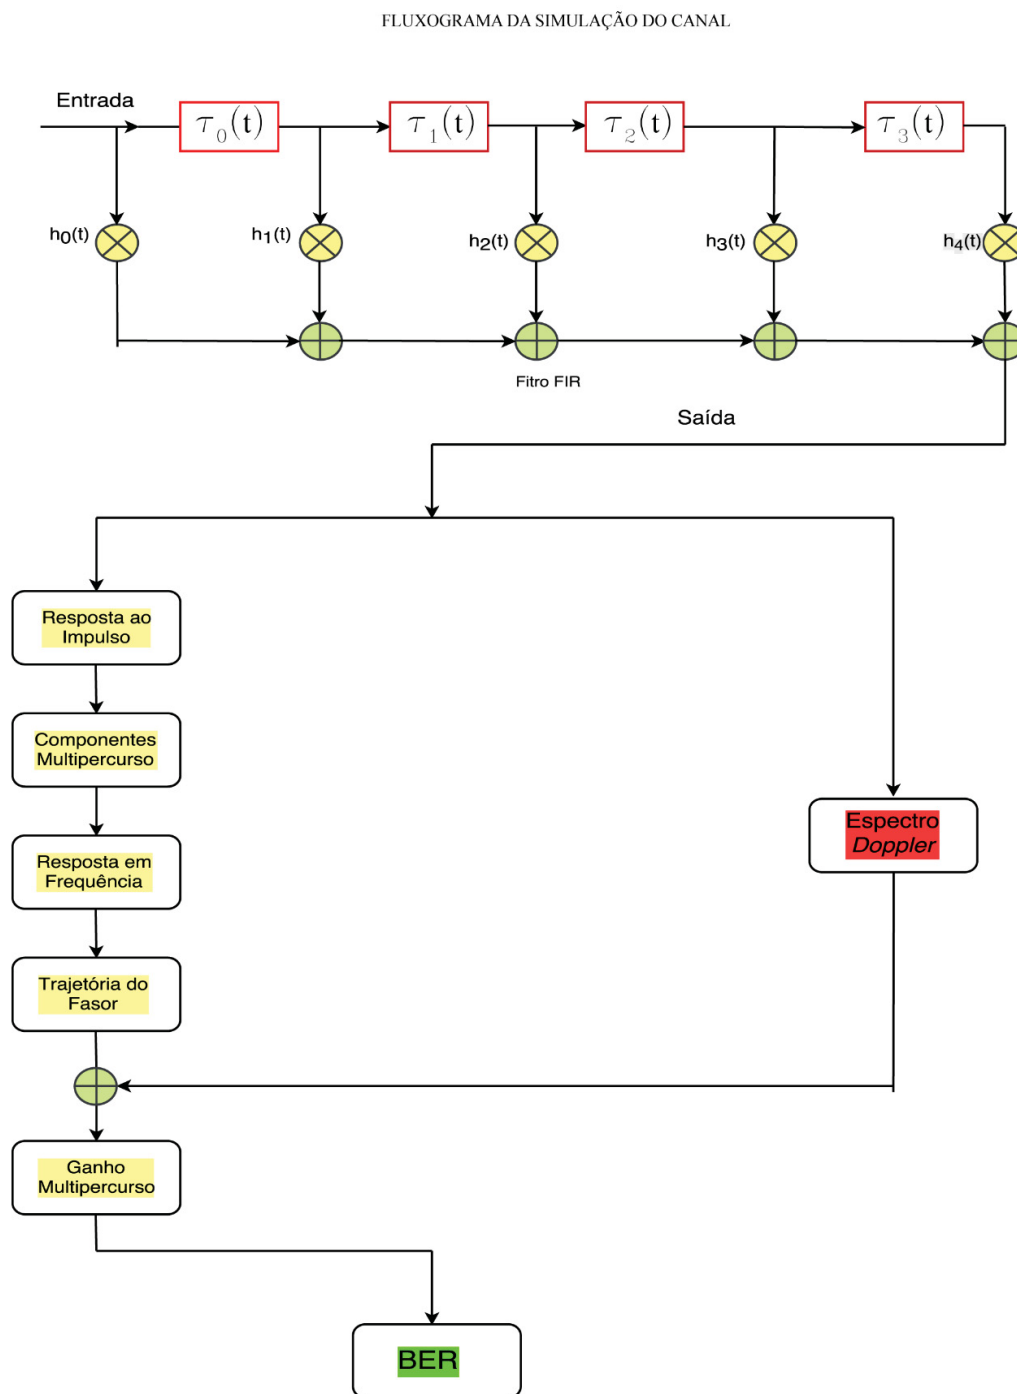 FLUXOGRAMA DA SIMULAÇÃO DO CANAL
Entrada
τ₀(t)
τ₁(t)
τ₂(t)
τ₃(t)
h₀(t)
h₁(t)
h₂(t)
h₃(t)
h₄(t)
Fitro FIR
Saída
Resposta ao
Impulso
Componentes
Multipercurso
Resposta em
Frequência
Trajetória do
Fasor
Espectro
Doppler
Ganho
Multipercurso
BER